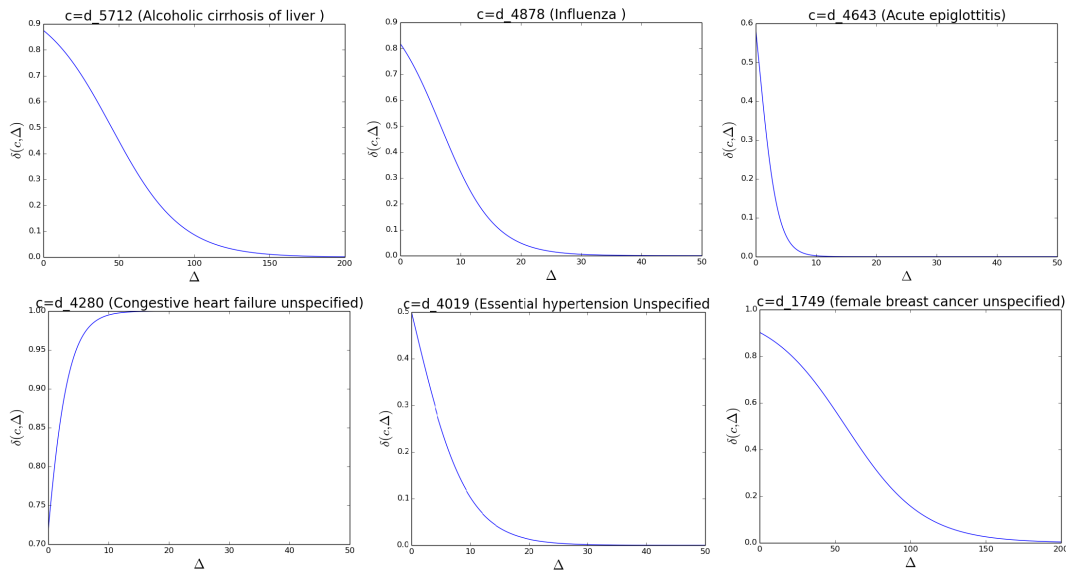 c=d_5712 (Alcoholic cirrhosis of liver )
0.9
0.8
0.7
0.6
0.5
0.4
0.3
0.2
0.1
0.0
δ(c,Δ)
0 50 100 150 200
Δ
c=d_4878 (Influenza )
0.9
0.8
0.7
0.6
0.5
0.4
0.3
0.2
0.1
0.0
δ(c,Δ)
0 10 20 30 40 50
Δ
c=d_4643 (Acute epiglottitis)
0.6
0.5
0.4
0.3
0.2
0.1
0.0
δ(c,Δ)
0 10 20 30 40 50
Δ
c=d_4280 (Congestive heart failure unspecified)
1.00
0.95
0.90
0.85
0.80
0.75
0.70
δ(c,Δ)
0 10 20 30 40 50
Δ
c=d_4019 (Essential hypertension Unspecified
0.5
0.4
0.3
0.2
0.1
0.0
δ(c,Δ)
0 10 20 30 40 50
Δ
c=d_1749 (female breast cancer unspecified)
1.0
0.8
0.6
0.4
0.2
0.0
δ(c,Δ)
0 50 100 150 200
Δ